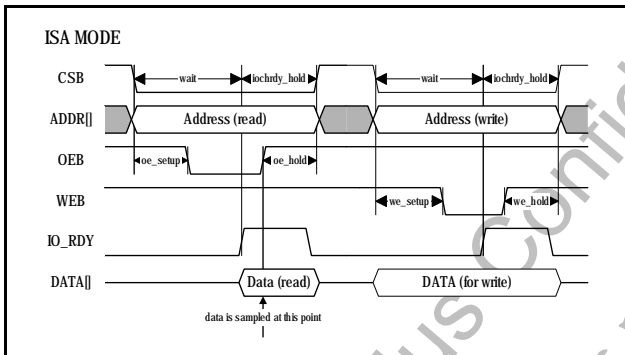 ISA MODE
CSB wait iochrdy_hold wait iochrdy_hold
ADDR[] Address (read) Address (write)
OEB oe_setup oe_hold
WEB we_setup we_hold
IO_RDY
DATA[] Data (read) DATA (for write)
data is sampled at this point